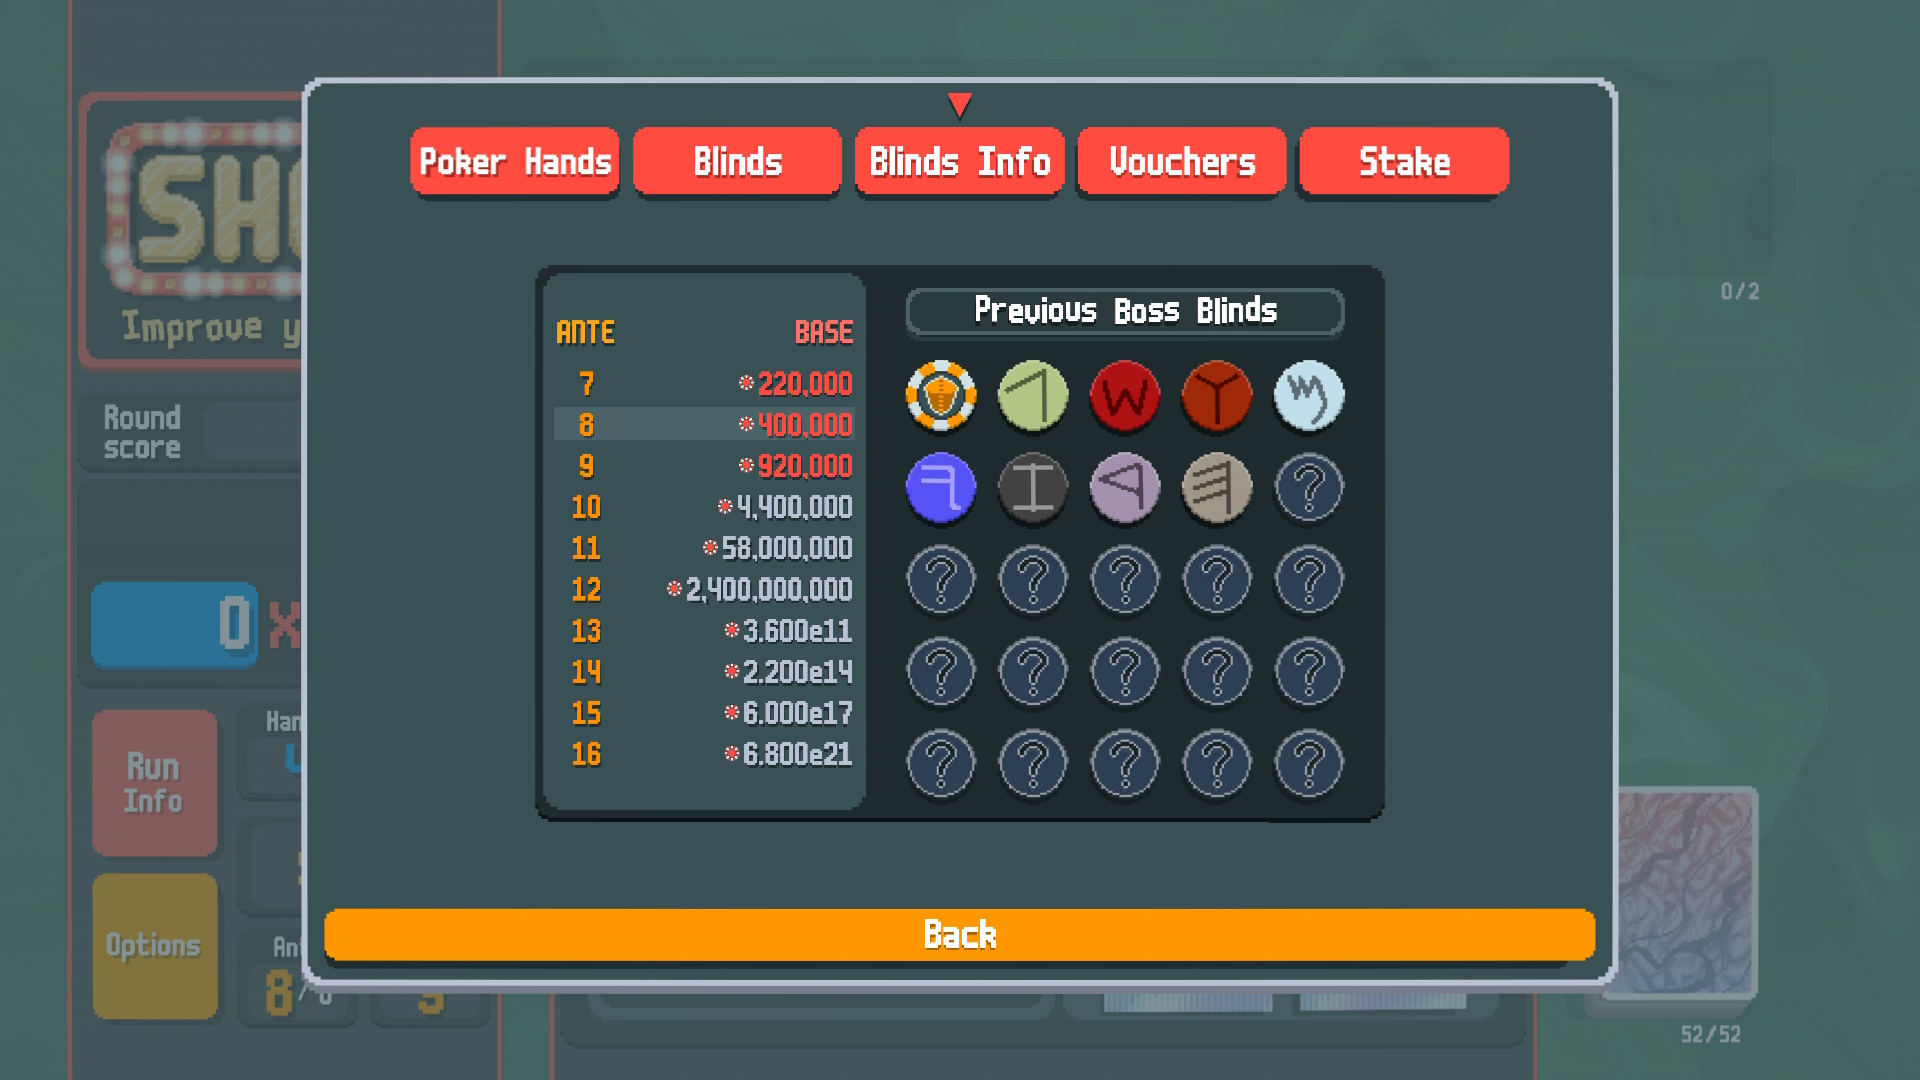 Poker Hands
Blinds
Blinds Info
Vouchers
Stake
SH
Improve y
Round
score
0 X
Run
Info
Options
Han
An
8/
0/2
52/52
ANTE BASE
7 220,000
8 400,000
9 920,000
10 4,400,000
11 58,000,000
12 2,400,000,000
13 3.600e11
14 2.200e14
15 6.000e17
16 6.800e21
Previous Boss Blinds
? 
? ? ? ? ?
? ? ? ? ?
? ? ? ? ?
Back